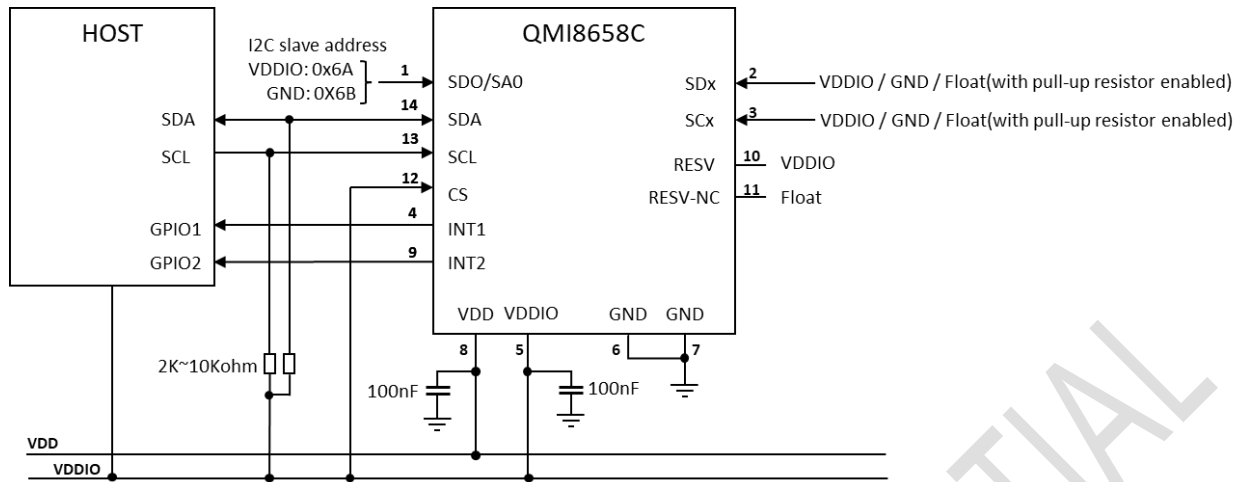 HOST
QMI8658C
I2C slave address
VDDIO: 0x6A
GND: 0X6B
1
SDO/SA0
SDx
2
VDDIO / GND / Float(with pull-up resistor enabled)
SDA
14
SDA
SCx
3
VDDIO / GND / Float(with pull-up resistor enabled)
SCL
13
SCL
RESV
10
VDDIO
12
CS
RESV-NC
11
Float
GPIO1
4
INT1
GPIO2
9
INT2
VDD
VDDIO
GND
GND
8
5
6
7
2K~10Kohm
100nF
100nF
VDD
VDDIO
TIAL